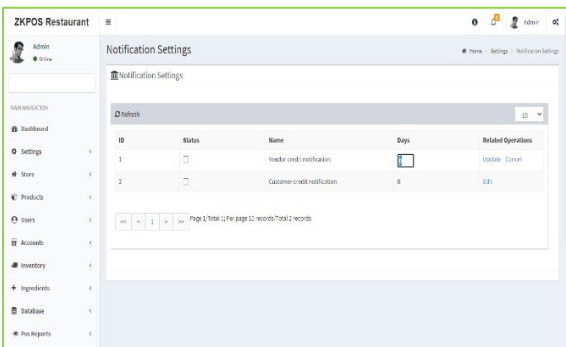 ZKPOS Restaurant
Admin
Admin
Online
Notification Settings
Home > Settings > Notification Settings
Notification Settings
MAIN NAVIGATION
Dashboard
Settings
Store
Products
Users
Accounts
Inventory
Ingredients
Database
Pos Reports
Refresh
10
ID Status Name Days Related Operations
1 Vendor credit notification Update Cancel
2 Customer credit notification 0 Edit
<< < 1 > >> Page 1/Total 1; Per page 10 records/Total 2 records